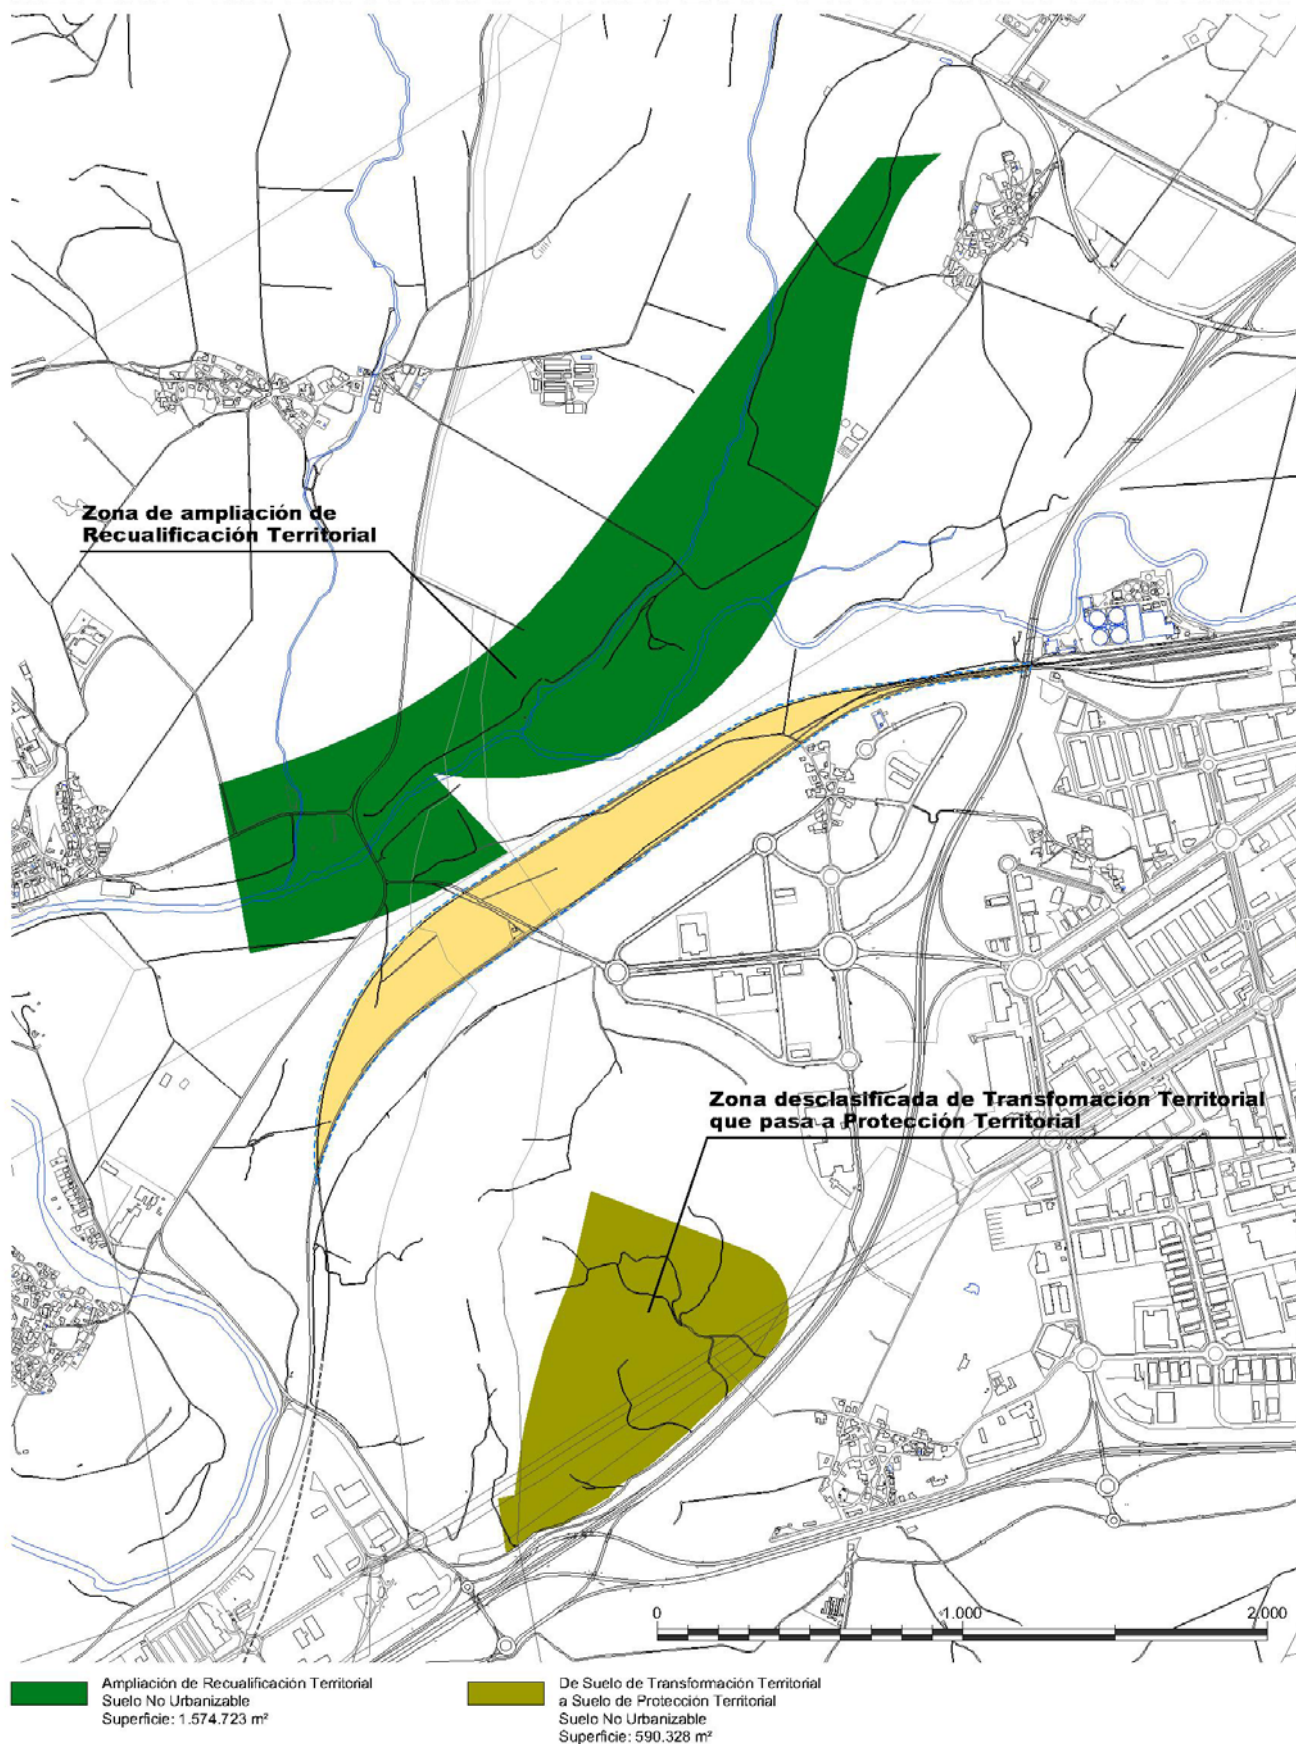 Zona de ampliación de
Recualificación Territorial
Zona desclasificada de Transfomación Territorial
que pasa a Protección Territorial
0 1.000 2.000
Ampliación de Recualificación Territorial
Suelo No Urbanizable
Superficie: 1.574.723 m²
De Suelo de Transformación Territorial
a Suelo de Protección Territorial
Suelo No Urbanizable
Superficie: 590.328 m²